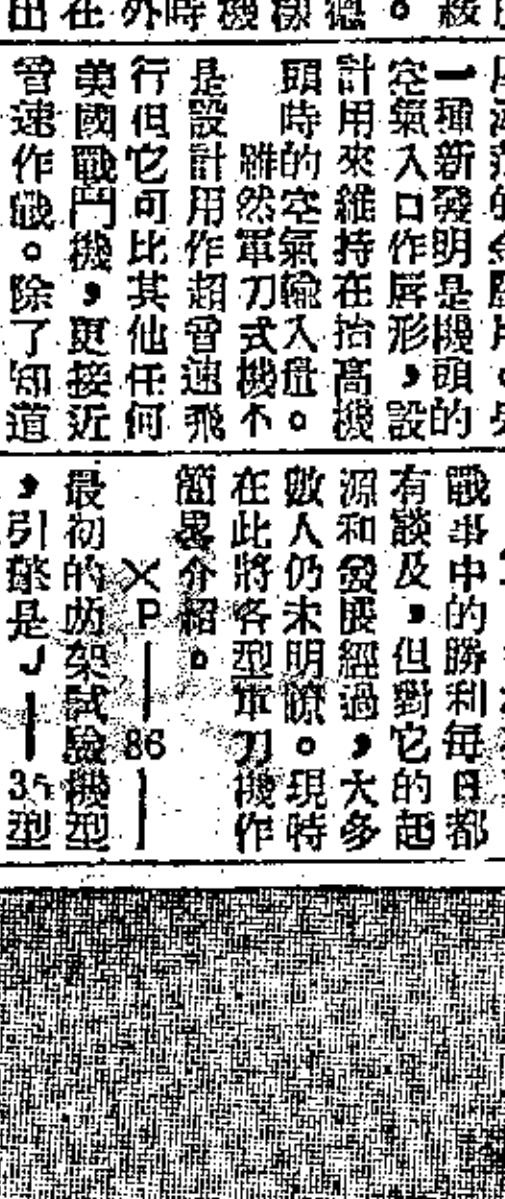 一種新發明是機頭的
空氣入口作唇形，設
計用來維持在抬高機
頭時的空氣輸入量。
雖然軍刀式機不
是設計用作超音速飛
行但它可比其他任何
美國戰鬥機，更接近
音速作戰。除了知道
戰事中的勝利每日都
有談及，但對它的起
源和發展經過，大多
數人仍未明瞭。現時
在此將各型軍刀機作
簡畧介紹。
XP—86—
最初的三架試驗機型
，引擎是J—35型